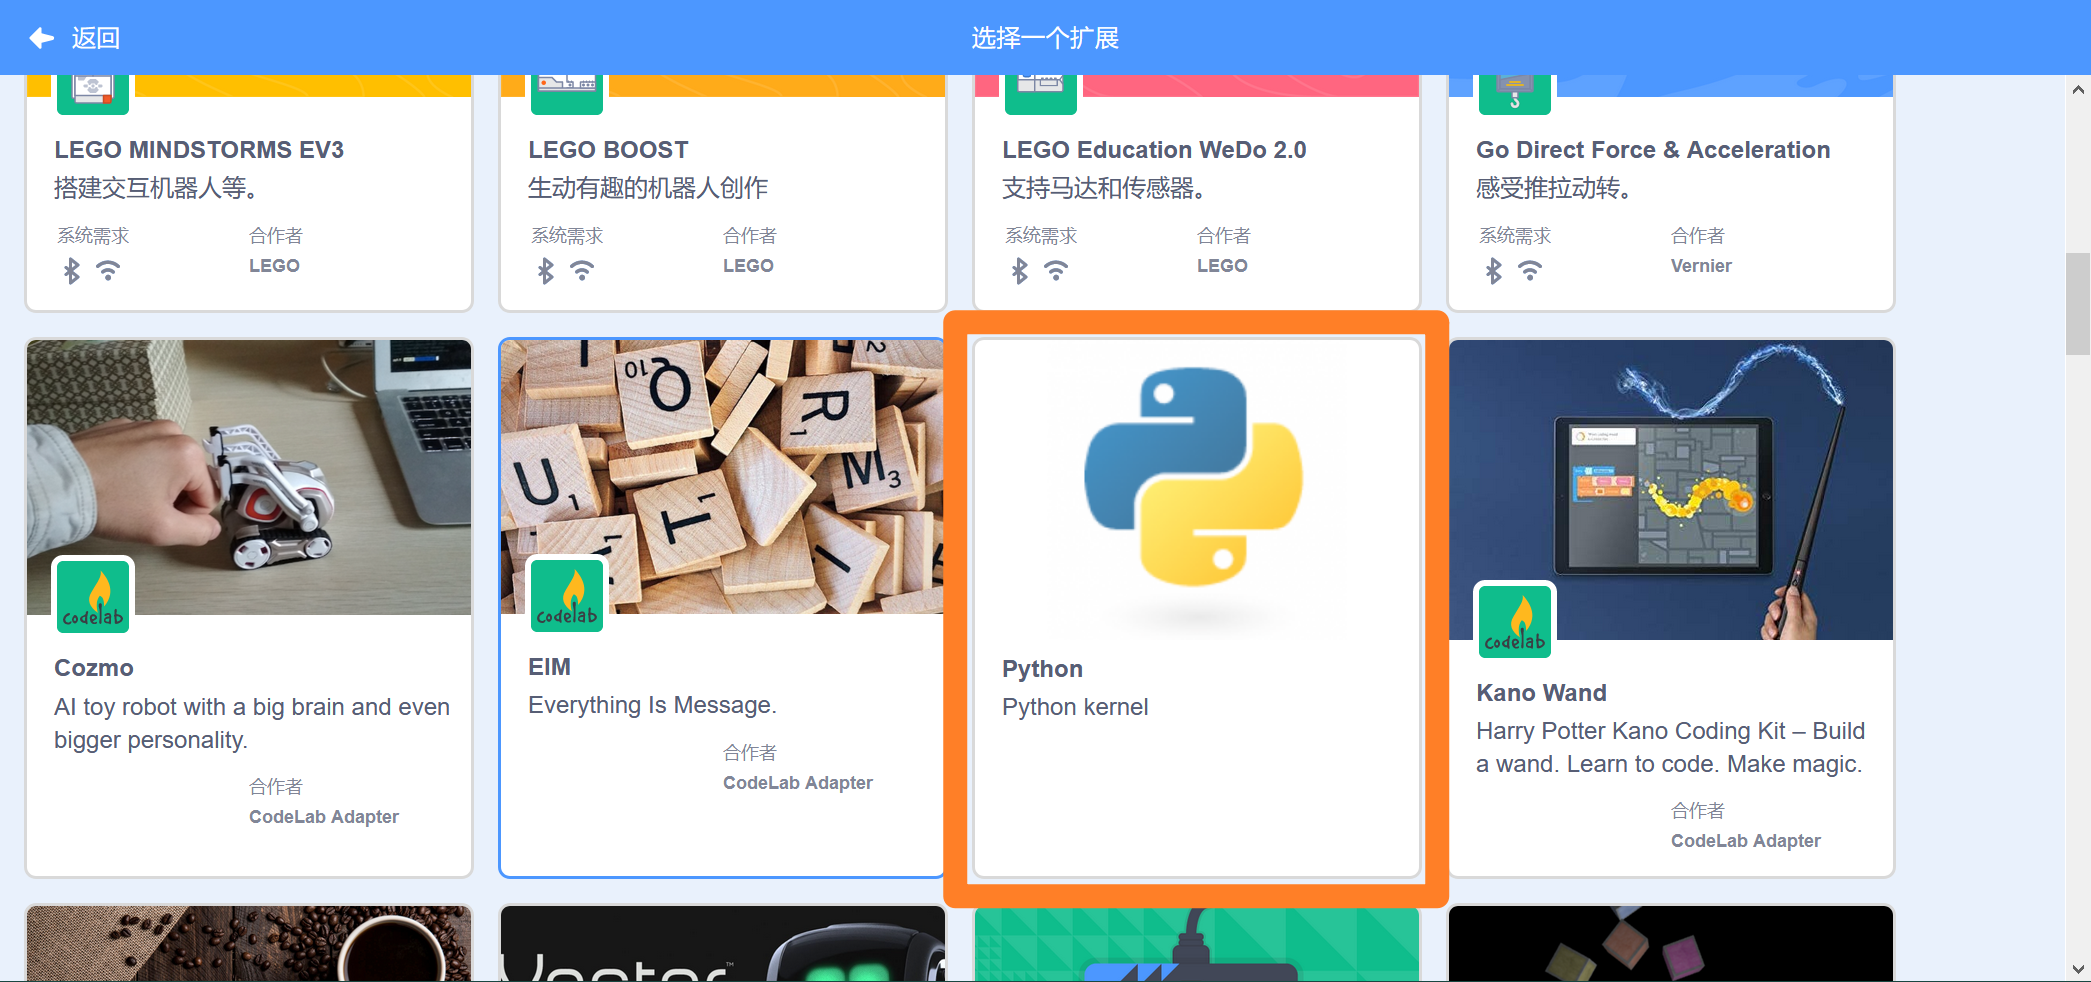 返回
选择一个扩展
LEGO MINDSTORMS EV3
搭建交互机器人等。
系统需求
合作者
LEGO
LEGO BOOST
生动有趣的机器人创作
系统需求
合作者
LEGO
LEGO Education WeDo 2.0
支持马达和传感器。
系统需求
合作者
LEGO
Go Direct Force & Acceleration
感受推拉动转。
系统需求
合作者
Vernier
codelab
Cozmo
AI toy robot with a big brain and even
bigger personality.
合作者
CodeLab Adapter
Q10
R1
U1
M3
T1
codelab
EIM
Everything Is Message.
合作者
CodeLab Adapter
Python
Python kernel
codelab
Kano Wand
Harry Potter Kano Coding Kit – Build
a wand. Learn to code. Make magic.
合作者
CodeLab Adapter
Vector™